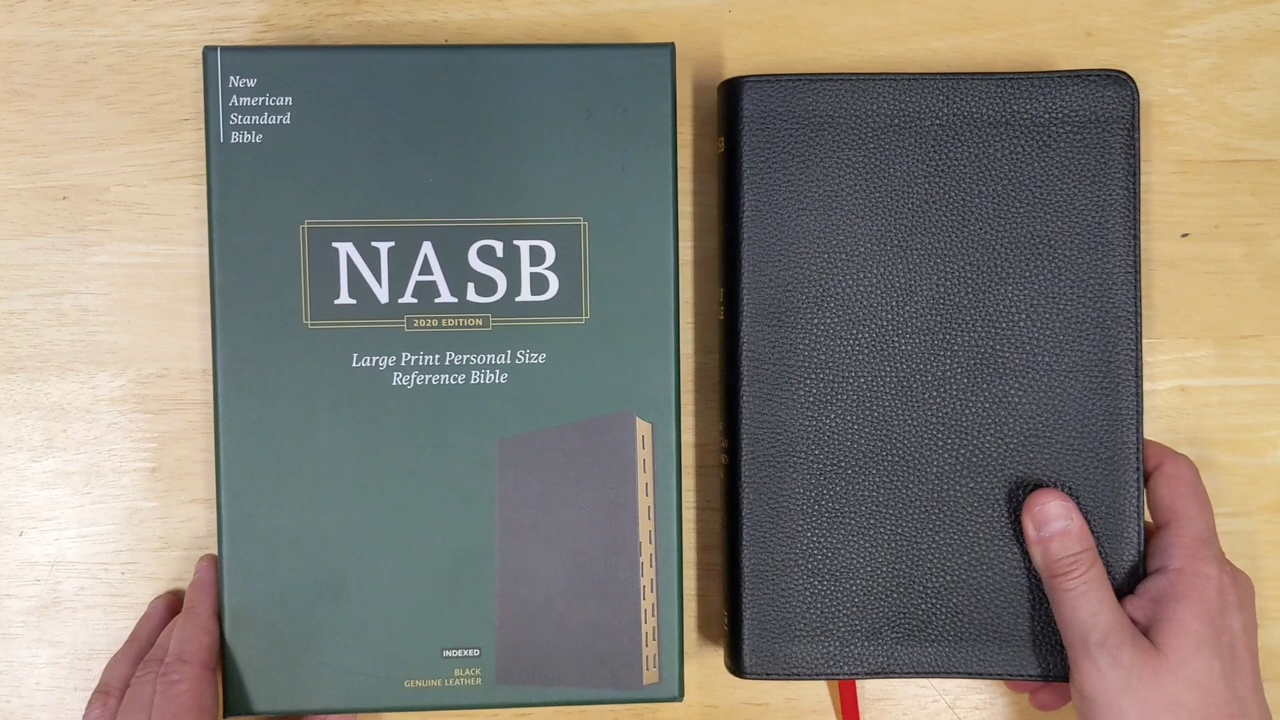 New
American
Standard
Bible
NASB
2020 EDITION
Large Print Personal Size
Reference Bible
INDEXED
BLACK
GENUINE LEATHER